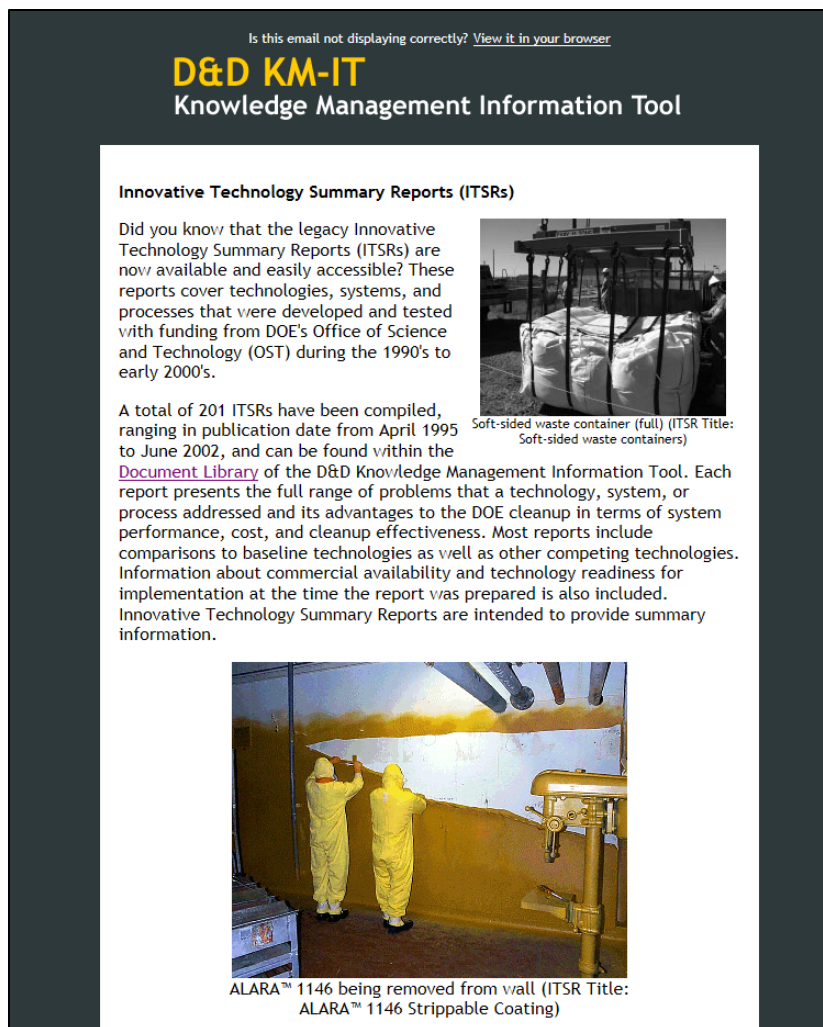 Is this email not displaying correctly? View it in your browser
D&D KM-IT
Knowledge Management Information Tool
Innovative Technology Summary Reports (ITSRs)
Did you know that the legacy Innovative
Technology Summary Reports (ITSRs) are
now available and easily accessible? These
reports cover technologies, systems, and
processes that were developed and tested
with funding from DOE's Office of Science
and Technology (OST) during the 1990's to
early 2000's.
Soft-sided waste container (full) (ITSR Title:
Soft-sided waste containers)
A total of 201 ITSRs have been compiled,
ranging in publication date from April 1995
to June 2002, and can be found within the
Document Library of the D&D Knowledge Management Information Tool. Each
report presents the full range of problems that a technology, system, or
process addressed and its advantages to the DOE cleanup in terms of system
performance, cost, and cleanup effectiveness. Most reports include
comparisons to baseline technologies as well as other competing technologies.
Information about commercial availability and technology readiness for
implementation at the time the report was prepared is also included.
Innovative Technology Summary Reports are intended to provide summary
information.
ALARA™ 1146 being removed from wall (ITSR Title:
ALARA™ 1146 Strippable Coating)